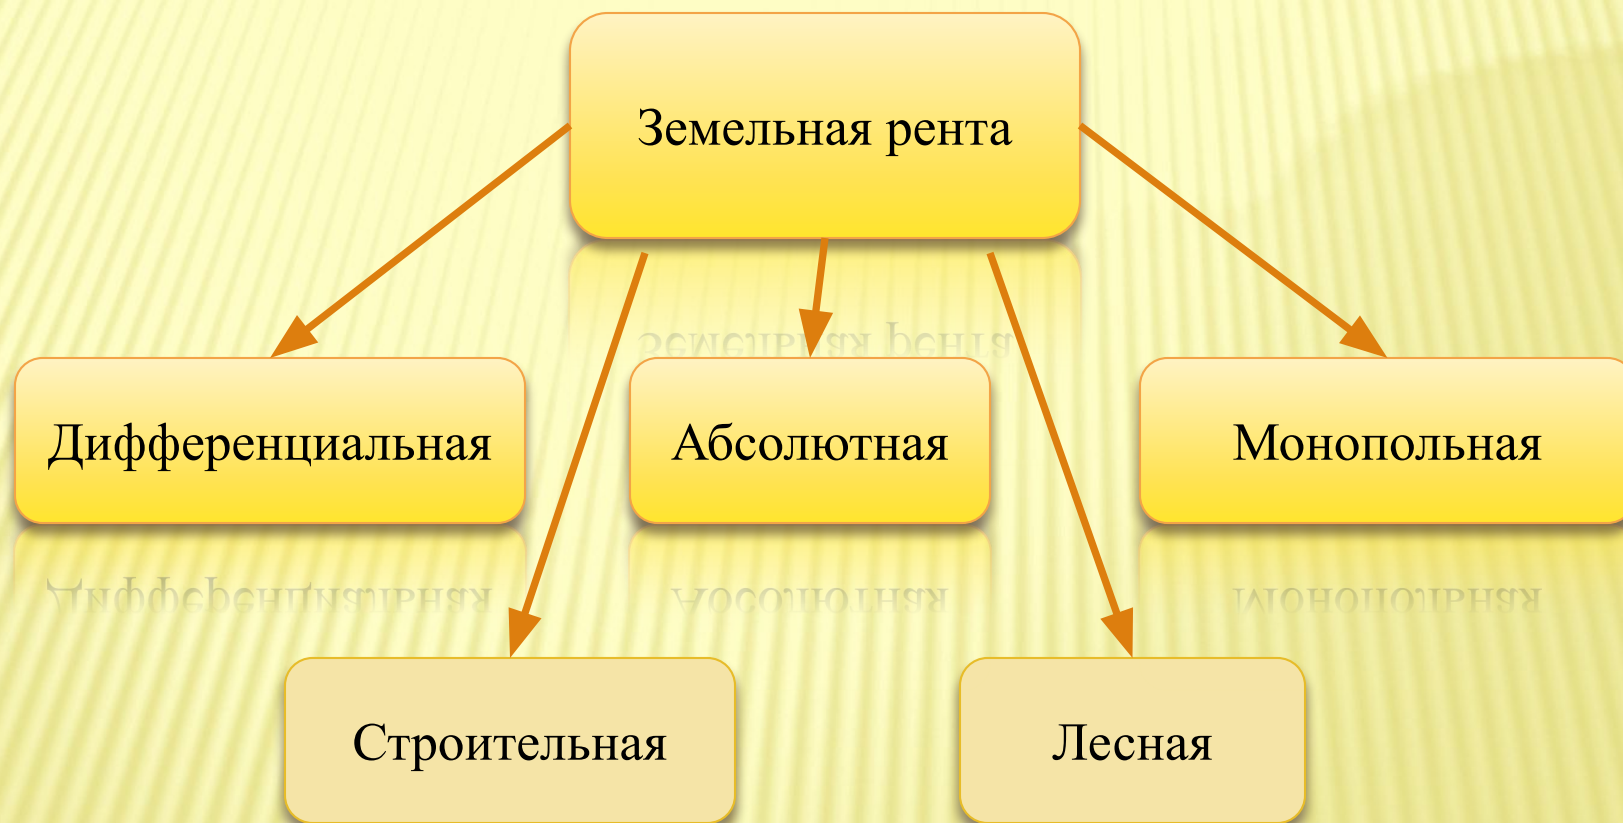 Земельная рента
Дифференциальная
Абсолютная
Монопольная
Строительная
Лесная